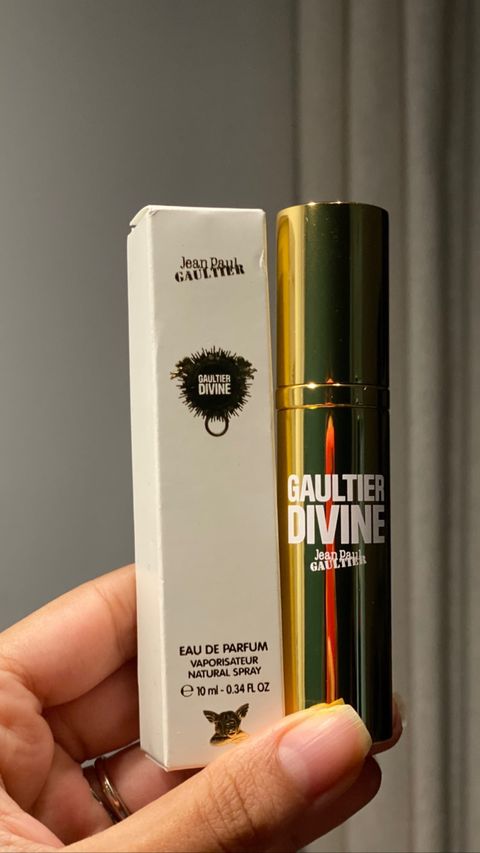 Jean Paul
GAULTIER
GAULTIER
DIVINE
EAU DE PARFUM
VAPORISATEUR
NATURAL SPRAY
℮ 10 ml - 0.34 FL OZ
GAULTIER
DIVINE
Jean Paul
GAULTIER